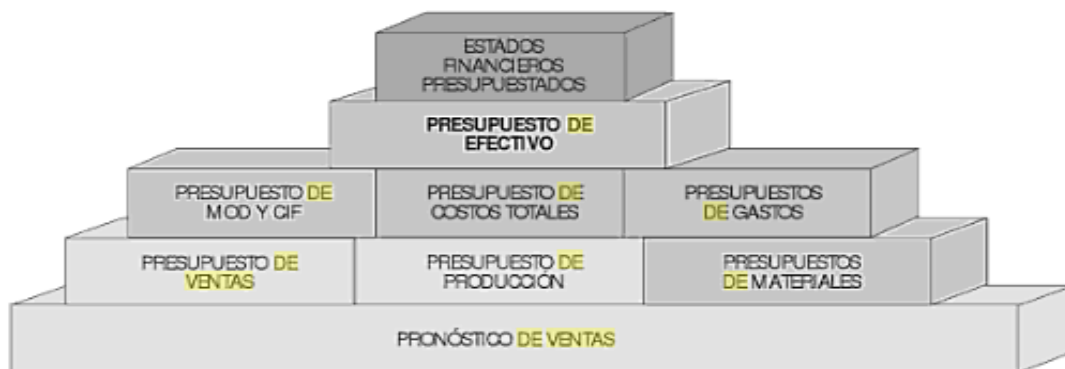 ESTADOS
FINANCIEROS
PRESUPUESTADOS
PRESUPUESTO DE
EFECTIVO
PRESUPUESTO DE
MOD Y CIF
PRESUPUESTO DE
COSTOS TOTALES
PRESUPUESTOS
DE GASTOS
PRESUPUESTO DE
VENTAS
PRESUPUESTO DE
PRODUCCIÓN
PRESUPUESTOS
DE MATERIALES
PRONÓSTICO DE VENTAS